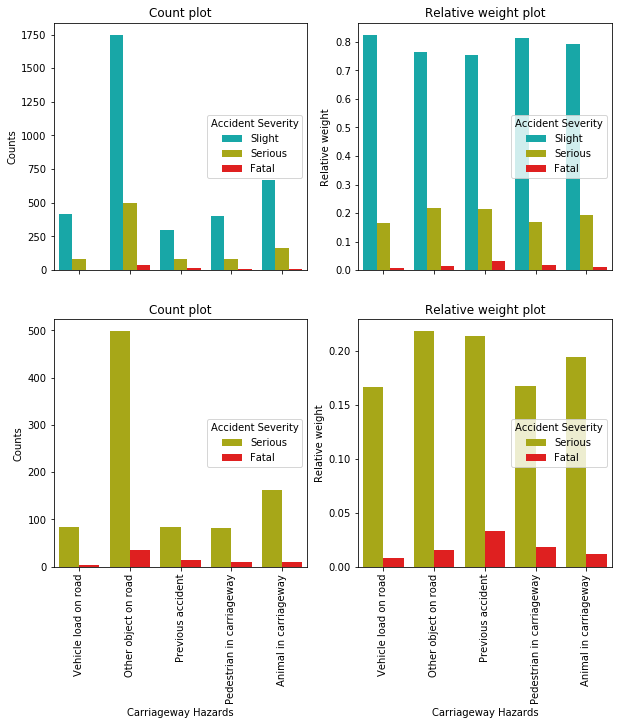 Count plot
Counts
1750
1500
1250
1000
750
500
250
0
Accident Severity
Slight
Serious
Fatal
Relative weight plot
Relative weight
0.8
0.7
0.6
0.5
0.4
0.3
0.2
0.1
0.0
Accident Severity
Slight
Serious
Fatal
Count plot
Counts
500
400
300
200
100
0
Accident Severity
Serious
Fatal
Vehicle load on road
Other object on road
Previous accident
Pedestrian in carriageway
Animal in carriageway
Carriageway Hazards
Relative weight plot
Relative weight
0.20
0.15
0.10
0.05
0.00
Accident Severity
Serious
Fatal
Vehicle load on road
Other object on road
Previous accident
Pedestrian in carriageway
Animal in carriageway
Carriageway Hazards